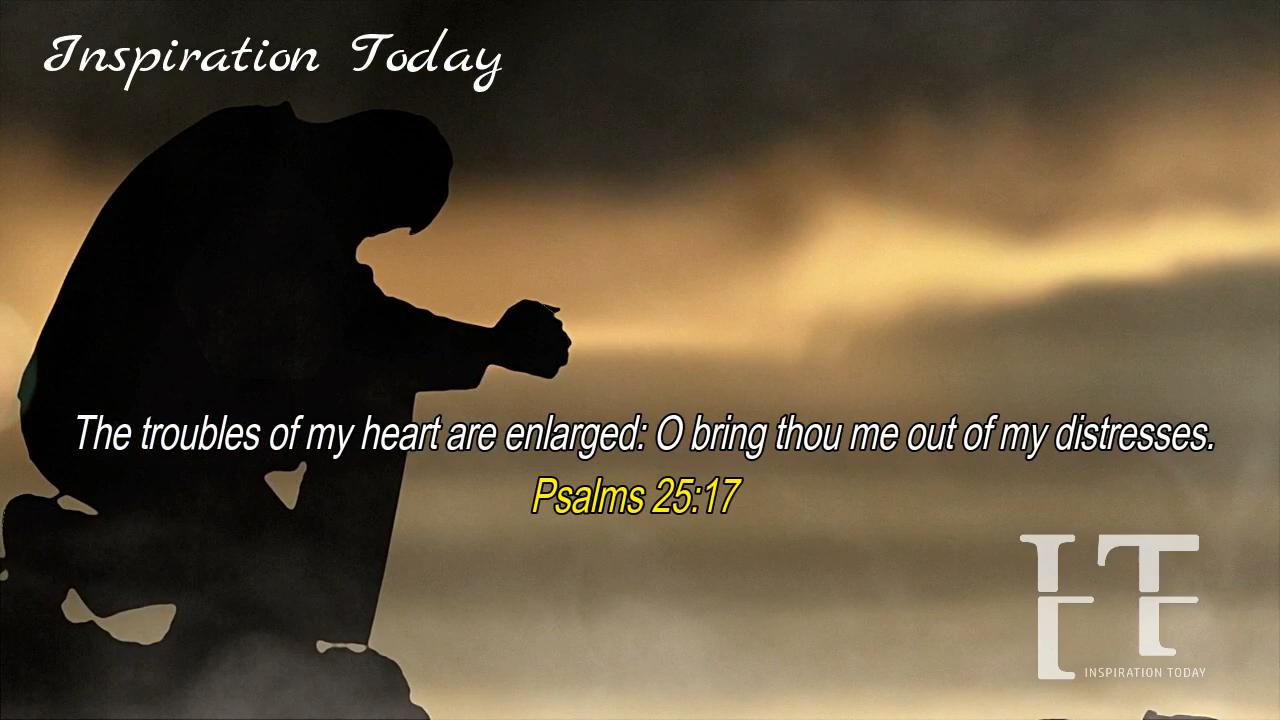 Inspiration Today
The troubles of my heart are enlarged: O bring thou me out of my distresses.
Psalms 25:17
IT
INSPIRATION TODAY